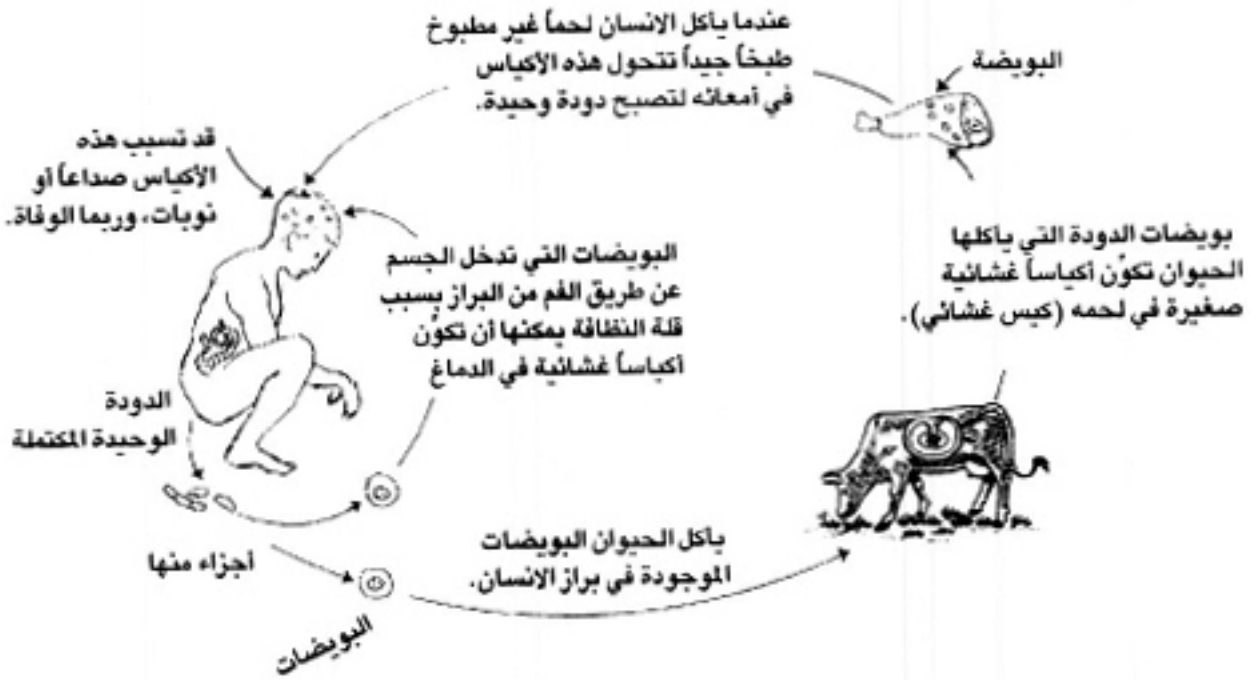 عندما يأكل الانسان لحماً غير مطبوخ
طبخاً جيداً تتحول هذه الأكياس
في أمعائه لتصبح دودة وحيدة.
البويضة
قد تسبب هذه
الأكياس صداعاً أو
نوبات، وربما الوفاة.
البويضات التي تدخل الجسم
عن طريق الفم من البراز بسبب
قلة النظافة يمكنها أن تكوّن
أكياساً غشائية في الدماغ
بويضات الدودة التي يأكلها
الحيوان تكوّن أكياساً غشائية
صغيرة في لحمه (كيس غشائي).
الدودة
الوحيدة المكتملة
أجزاء منها
البويضات
يأكل الحيوان البويضات
الموجودة في براز الانسان.